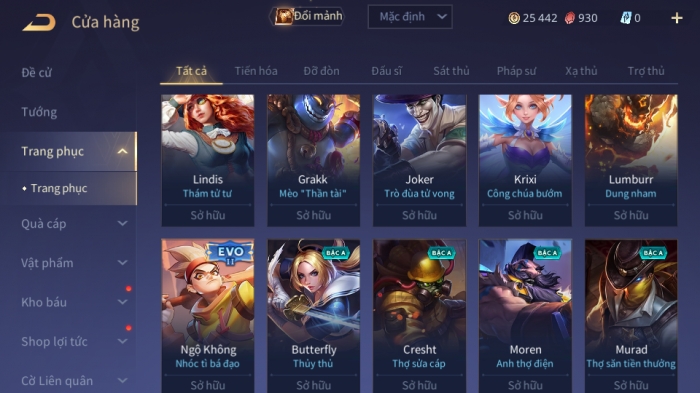 Cửa hàng
Đổi mảnh
Mặc định
25 442
930
0
Đề cử
Tướng
Trang phục
Trang phục
Quà cáp
Vật phẩm
Kho báu
Shop lợi tức
Cờ Liên quân
Tất cả
Tiến hóa
Đỡ đòn
Đấu sĩ
Sát thủ
Pháp sư
Xạ thủ
Trợ thủ
Lindis
Thám tử tư
Sở hữu
Grakk
Mèo "Thần tài"
Sở hữu
Joker
Trò đùa tử vong
Sở hữu
Krixi
Công chúa bướm
Sở hữu
Lumburr
Dung nham
Sở hữu
EVO
II
Ngộ Không
Nhóc tì bá đạo
Sở hữu
BẬC A
Butterfly
Thủy thủ
Sở hữu
BẬC A
Cresht
Thợ sửa cáp
Sở hữu
BẬC A
Moren
Anh thợ điện
Sở hữu
BẬC A
Murad
Thợ săn tiền thưởng
Sở hữu